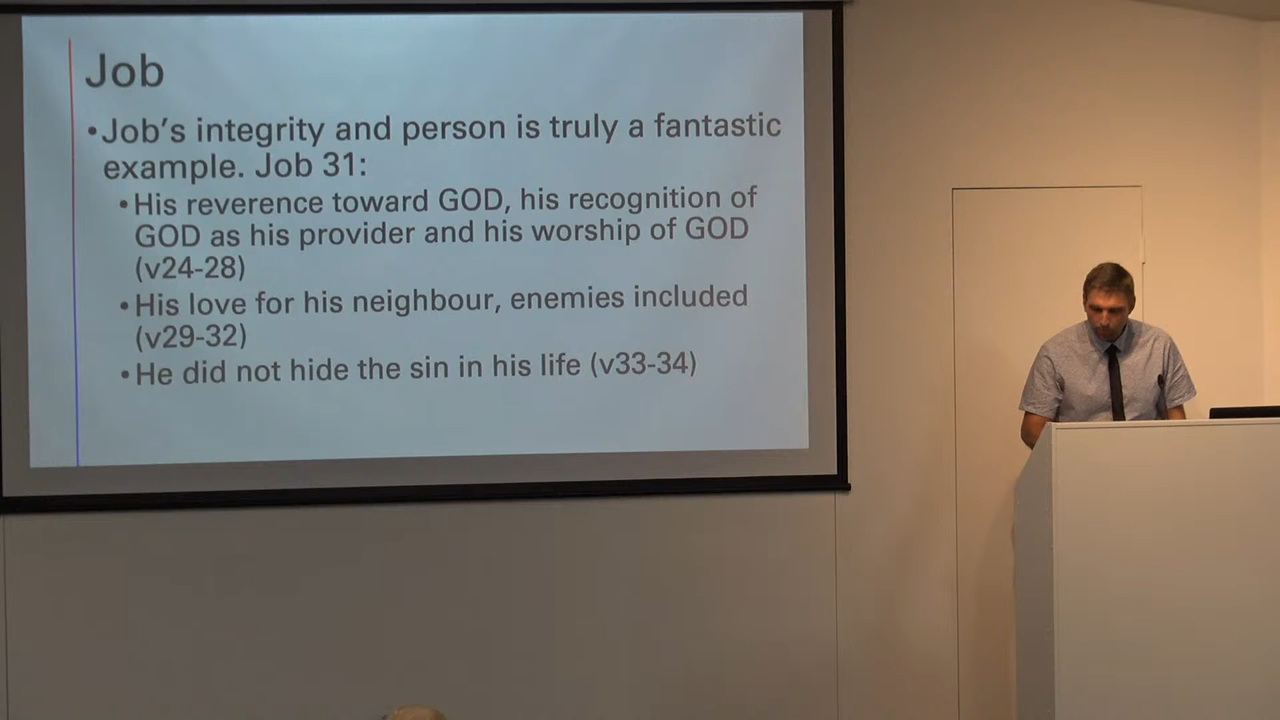 Job
•Job's integrity and person is truly a fantastic
example. Job 31:
•His reverence toward GOD, his recognition of
GOD as his provider and his worship of GOD
(v24-28)
•His love for his neighbour, enemies included
(v29-32)
•He did not hide the sin in his life (v33-34)